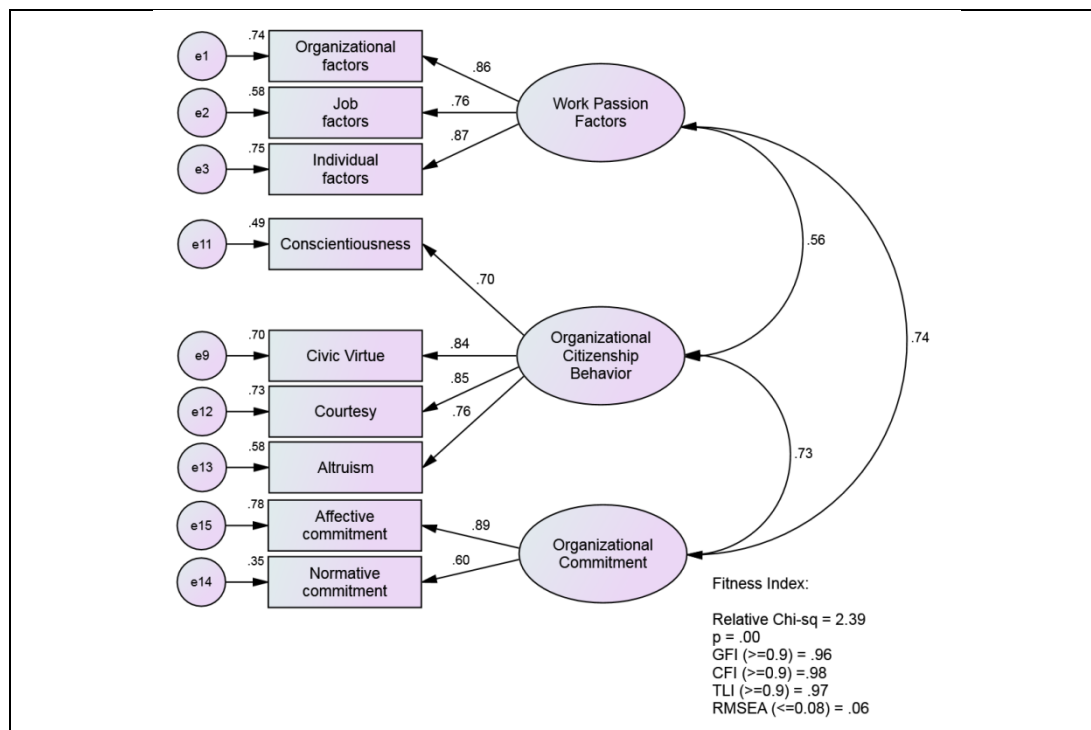 .74
e1
Organizational
factors
.86
.58
e2
Job
factors
.76
Work Passion
Factors
.75
e3
Individual
factors
.87
.49
e11
Conscientiousness
.70
.56
.70
e9
Civic Virtue
.84
Organizational
Citizenship
Behavior
.74
.73
e12
Courtesy
.85
.58
e13
Altruism
.76
.73
.78
e15
Affective
commitment
.89
Organizational
Commitment
.35
e14
Normative
commitment
.60
Fitness Index:
Relative Chi-sq = 2.39
p = .00
GFI (>=0.9) = .96
CFI (>=0.9) =.98
TLI (>=0.9) = .97
RMSEA (<=0.08) = .06